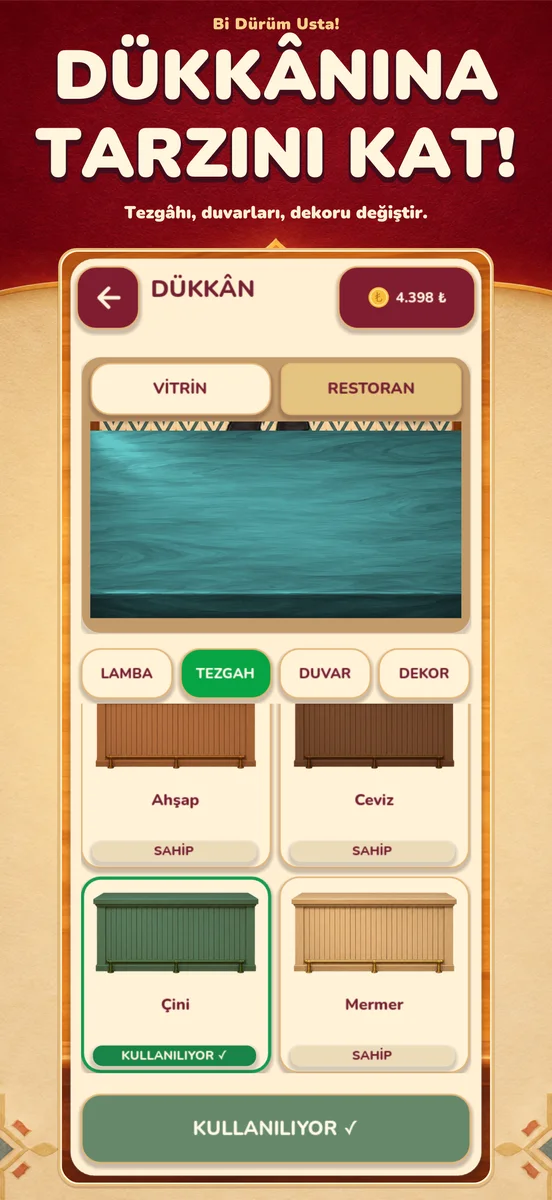 Bi Dürüm Usta!
DÜKKÂNINA
TARZINI KAT!
Tezgâhı, duvarları, dekoru değiştir.
DÜKKÂN
4.398 ₺
VİTRİN
RESTORAN
LAMBA
TEZGAH
DUVAR
DEKOR
Ahşap
Ceviz
SAHİP
SAHİP
Çini
Mermer
KULLANILIYOR ✓
SAHİP
KULLANILIYOR ✓